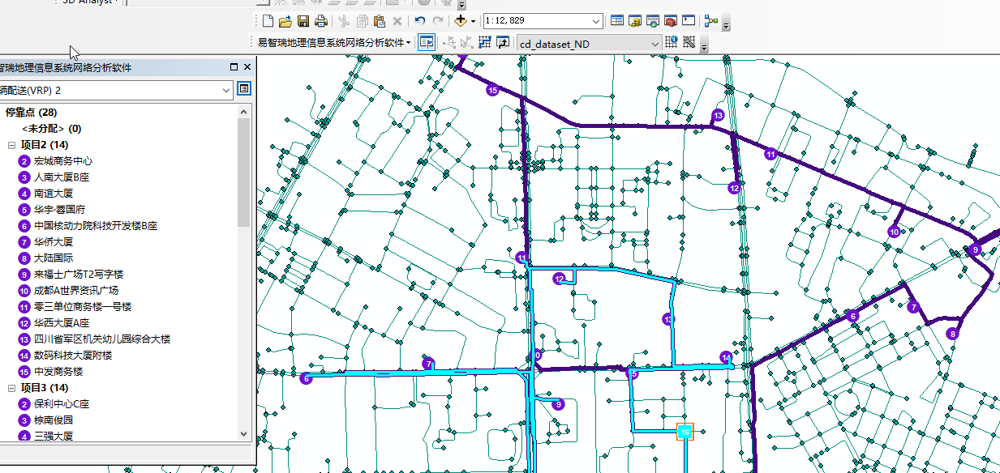 3D Analyst
1:12,829
易智瑞地理信息系统网络分析软件
cd_dataset_ND
智瑞地理信息系统网络分析软件
辆配送(VRP) 2
停靠点 (28)
<未分配> (0)
项目2 (14)
2 宏城商务中心
3 人南大厦B座
4 南谊大厦
5 华宇·蓉国府
6 中国核动力院科技开发楼B座
7 华侨大厦
8 大陆国际
9 来福士广场T2写字楼
10 成都A世界资讯广场
11 零三单位商务楼一号楼
12 华西大厦A座
13 四川省军区机关幼儿园综合大楼
14 数码科技大厦附楼
15 中发商务楼
项目3 (14)
2 保利中心C座
3 棕南俊园
4 三强大厦
15
13
11
12
10
9
11
12
7
6
13
8
10
14
7
15
6
9
16